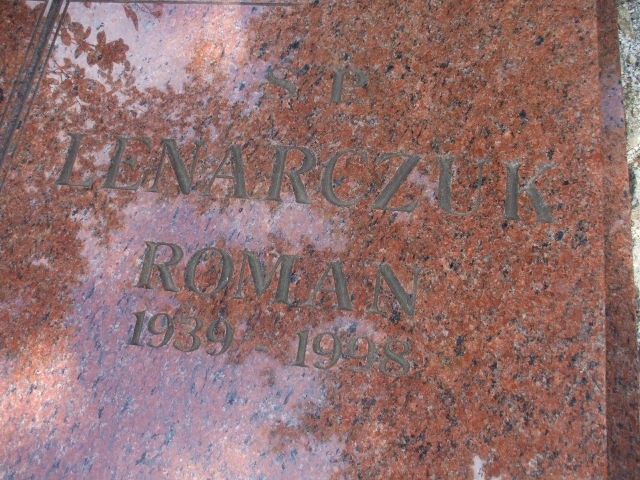 Ś P
LENARCZUK
ROMAN
1939 - 1998